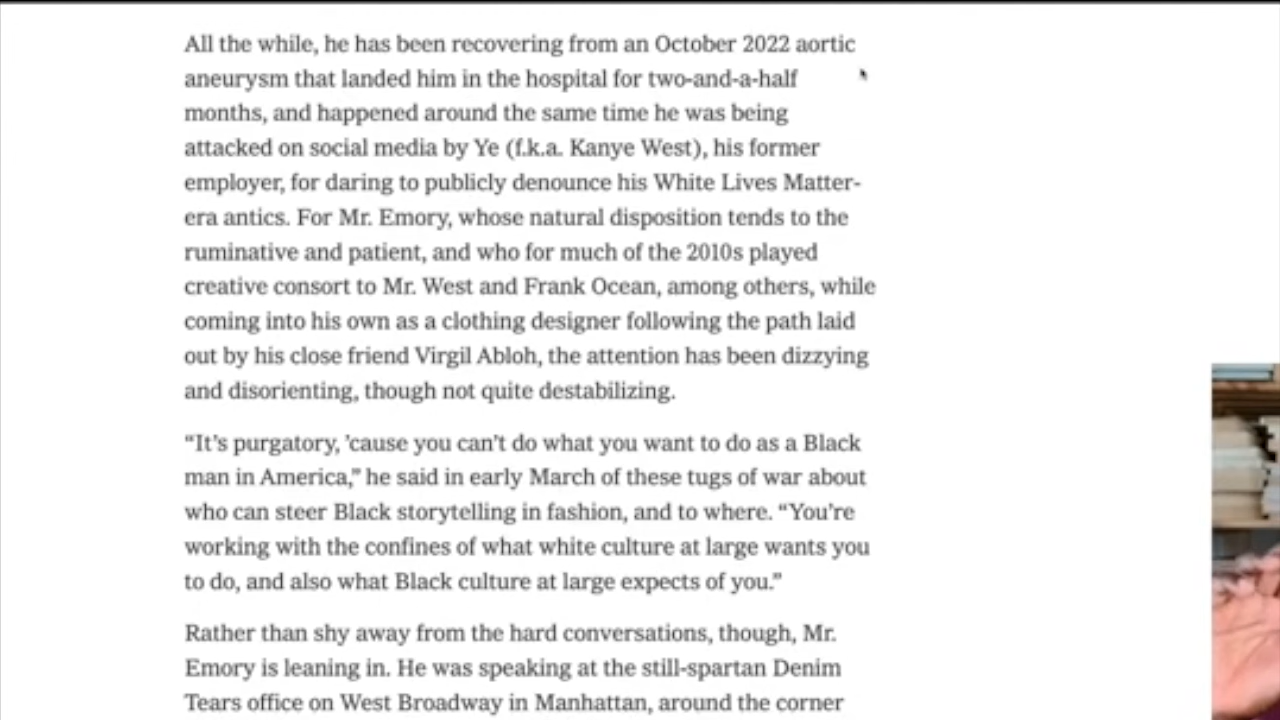 All the while, he has been recovering from an October 2022 aortic
aneurysm that landed him in the hospital for two-and-a-half
months, and happened around the same time he was being
attacked on social media by Ye (f.k.a. Kanye West), his former
employer, for daring to publicly denounce his White Lives Matter-
era antics. For Mr. Emory, whose natural disposition tends to the
ruminative and patient, and who for much of the 2010s played
creative consort to Mr. West and Frank Ocean, among others, while
coming into his own as a clothing designer following the path laid
out by his close friend Virgil Abloh, the attention has been dizzying
and disorienting, though not quite destabilizing.
“It’s purgatory, ’cause you can’t do what you want to do as a Black
man in America,” he said in early March of these tugs of war about
who can steer Black storytelling in fashion, and to where. “You’re
working with the confines of what white culture at large wants you
to do, and also what Black culture at large expects of you.”
Rather than shy away from the hard conversations, though, Mr.
Emory is leaning in. He was speaking at the still-spartan Denim
Tears office on West Broadway in Manhattan, around the corner